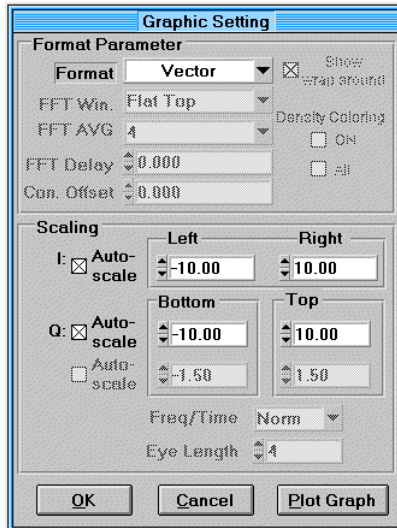 Graphic Setting
Format Parameter
Format Vector
Show wrap around
FFT Win. Flat Top
FFT AVG 4
Density Coloring
ON
FFT Delay 0.000
All
Con. Offset 0.000
Scaling
Left Right
I: Auto-scale -10.00 10.00
Bottom Top
Q: Auto-scale -10.00 10.00
Auto-scale -1.50 1.50
Freq/Time Norm
Eye Length 4
OK Cancel Plot Graph